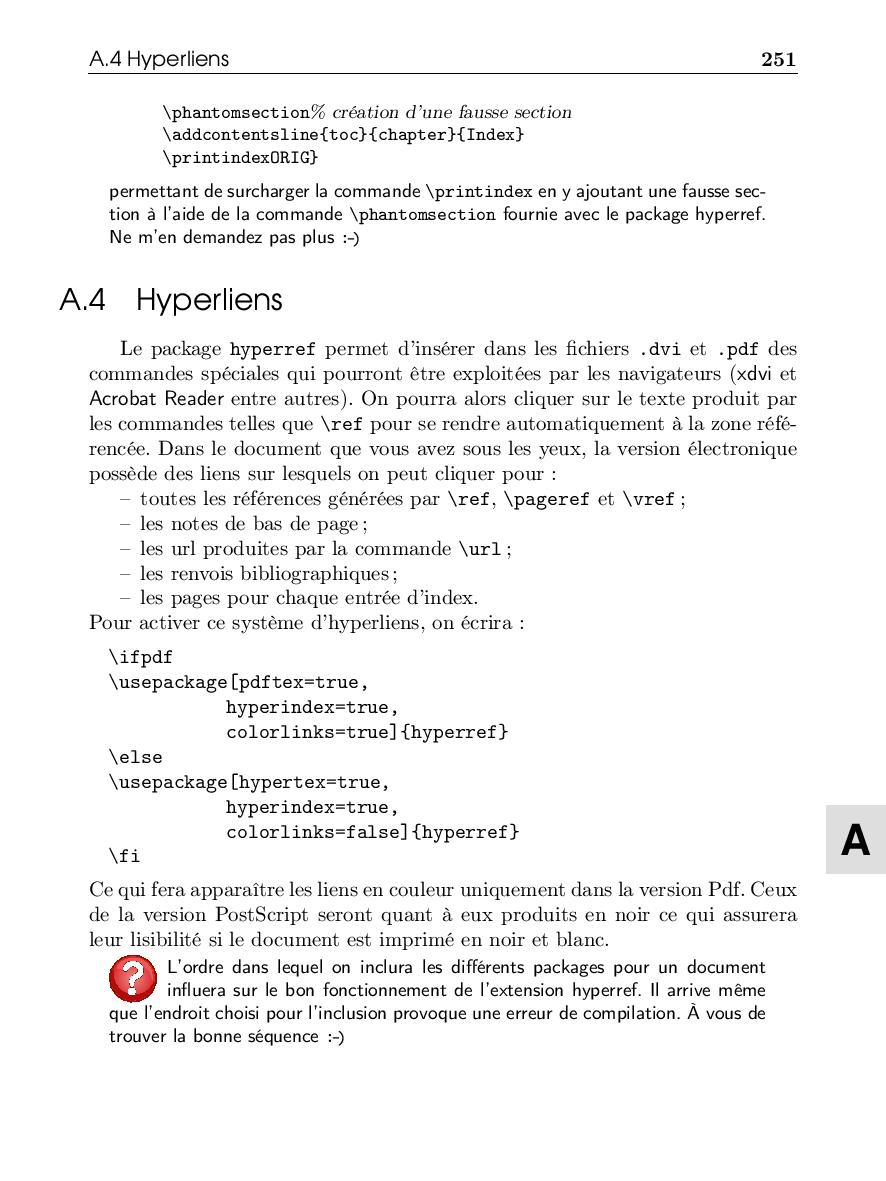 A.4 Hyperliens 251
\phantomsection% création d'une fausse section
\addcontentsline{toc}{chapter}{Index}
\printindexORIG}
permettant de surcharger la commande \printindex en y ajoutant une fausse sec-
tion à l'aide de la commande \phantomsection fournie avec le package hyperref.
Ne m'en demandez pas plus :-)
A.4 Hyperliens
Le package hyperref permet d'insérer dans les fichiers .dvi et .pdf des
commandes spéciales qui pourront être exploitées par les navigateurs (xdvi et
Acrobat Reader entre autres). On pourra alors cliquer sur le texte produit par
les commandes telles que \ref pour se rendre automatiquement à la zone réfé-
rencée. Dans le document que vous avez sous les yeux, la version électronique
possède des liens sur lesquels on peut cliquer pour :
– toutes les références générées par \ref, \pageref et \vref ;
– les notes de bas de page ;
– les url produites par la commande \url ;
– les renvois bibliographiques ;
– les pages pour chaque entrée d'index.
Pour activer ce système d'hyperliens, on écrira :
\ifpdf
\usepackage[pdftex=true,
hyperindex=true,
colorlinks=true]{hyperref}
\else
\usepackage[hypertex=true,
hyperindex=true,
colorlinks=false]{hyperref}
\fi
A
Ce qui fera apparaître les liens en couleur uniquement dans la version Pdf. Ceux
de la version PostScript seront quant à eux produits en noir ce qui assurera
leur lisibilité si le document est imprimé en noir et blanc.
? L'ordre dans lequel on inclura les différents packages pour un document
influera sur le bon fonctionnement de l'extension hyperref. Il arrive même
que l'endroit choisi pour l'inclusion provoque une erreur de compilation. À vous de
trouver la bonne séquence :-)